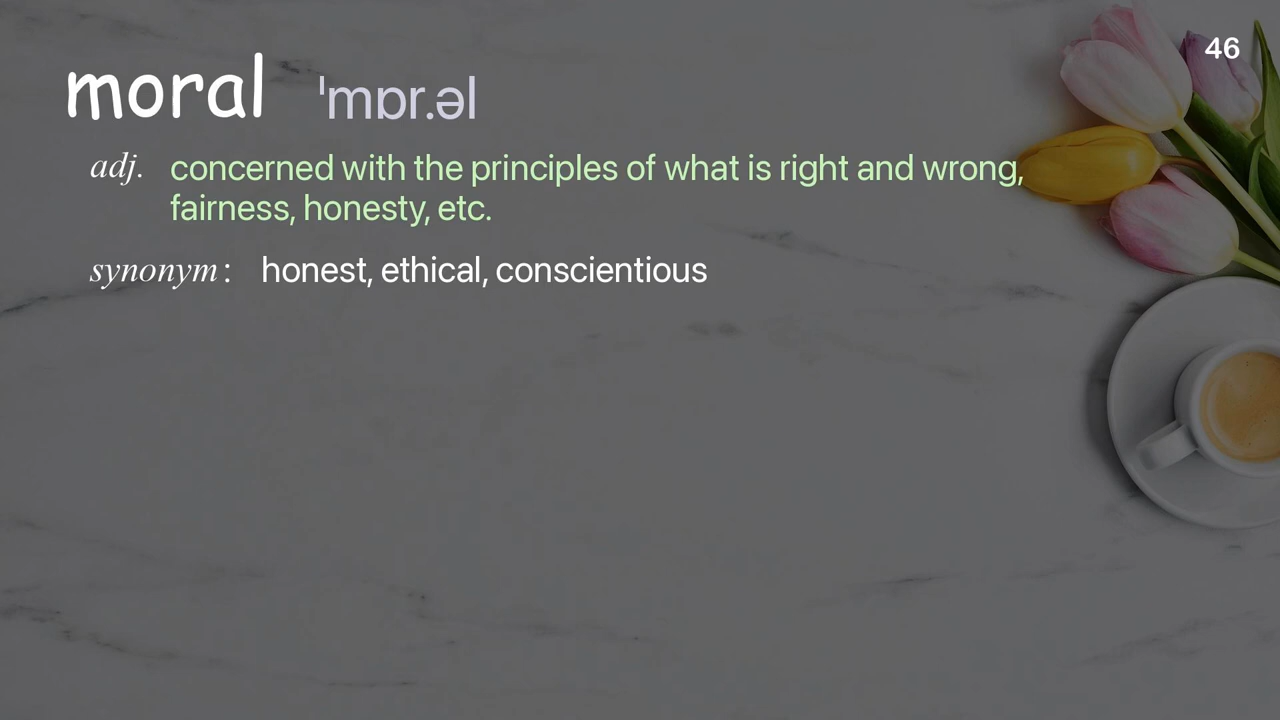 46
moral ˈmɒr.əl
adj. concerned with the principles of what is right and wrong,
fairness, honesty, etc.
synonym : honest, ethical, conscientious